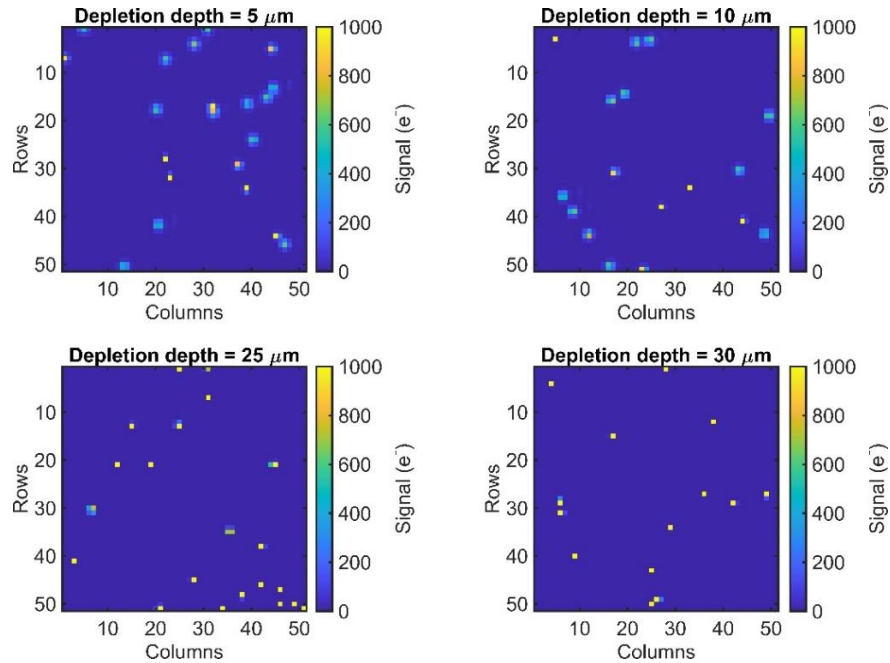 Depletion depth = 5 μm
1000
800
600
400
200
0
Signal (e⁻)
10
20
30
40
50
Rows
10 20 30 40 50
Columns
Depletion depth = 10 μm
1000
800
600
400
200
0
Signal (e⁻)
10
20
30
40
50
Rows
10 20 30 40 50
Columns
Depletion depth = 25 μm
1000
800
600
400
200
0
Signal (e⁻)
10
20
30
40
50
Rows
10 20 30 40 50
Columns
Depletion depth = 30 μm
1000
800
600
400
200
0
Signal (e⁻)
10
20
30
40
50
Rows
10 20 30 40 50
Columns